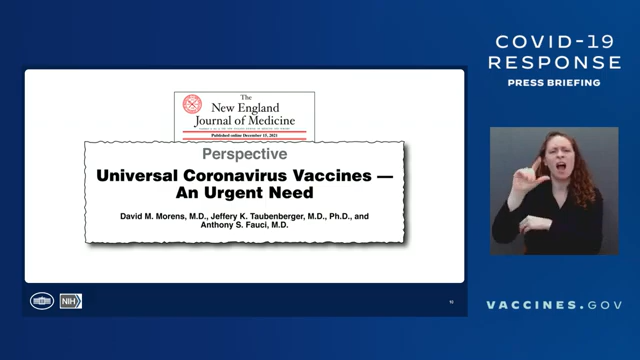 COVID-19
RESPONSE
PRESS BRIEFING
The
New England
Journal of Medicine
Published online December 15, 2021
Perspective
Universal Coronavirus Vaccines —
An Urgent Need
David M. Morens, M.D., Jeffery K. Taubenberger, M.D., Ph.D., and
Anthony S. Fauci, M.D.
NIH
VACCINES.GOV